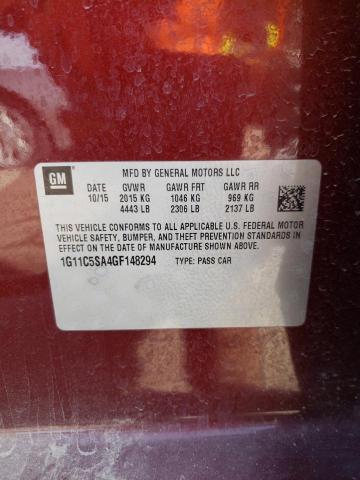 GM
MFD BY GENERAL MOTORS LLC
DATE GVWR GAWR FRT GAWR RR
10/15 2015 KG 1046 KG 969 KG
4443 LB 2306 LB 2137 LB
THIS VEHICLE CONFORMS TO ALL APPLICABLE U.S. FEDERAL MOTOR
VEHICLE SAFETY, BUMPER, AND THEFT PREVENTION STANDARDS IN
EFFECT ON THE DATE OF MANUFACTURE SHOWN ABOVE.
1G11C5SA4GF148294 TYPE: PASS CAR